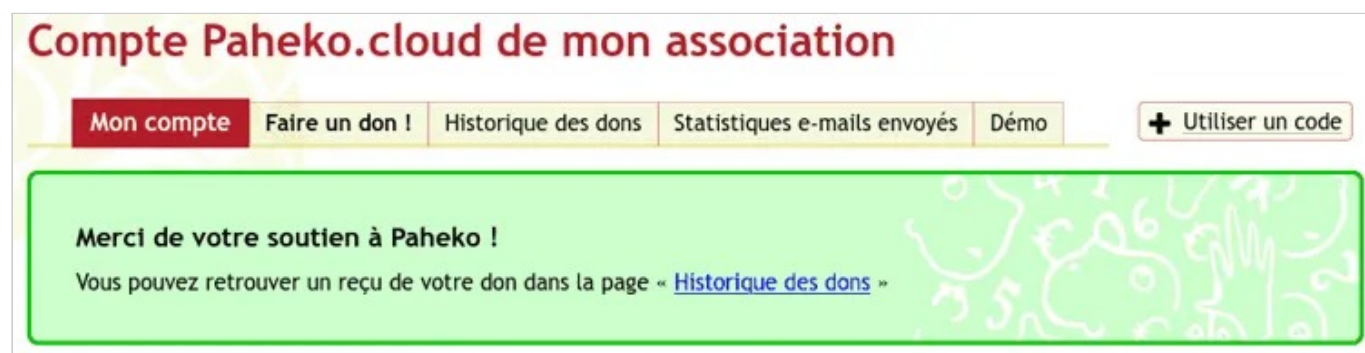 Compte Paheko.cloud de mon association
Mon compte Faire un don ! Historique des dons Statistiques e-mails envoyés Démo + Utiliser un code
Merci de votre soutien à Paheko !
Vous pouvez retrouver un reçu de votre don dans la page « Historique des dons »